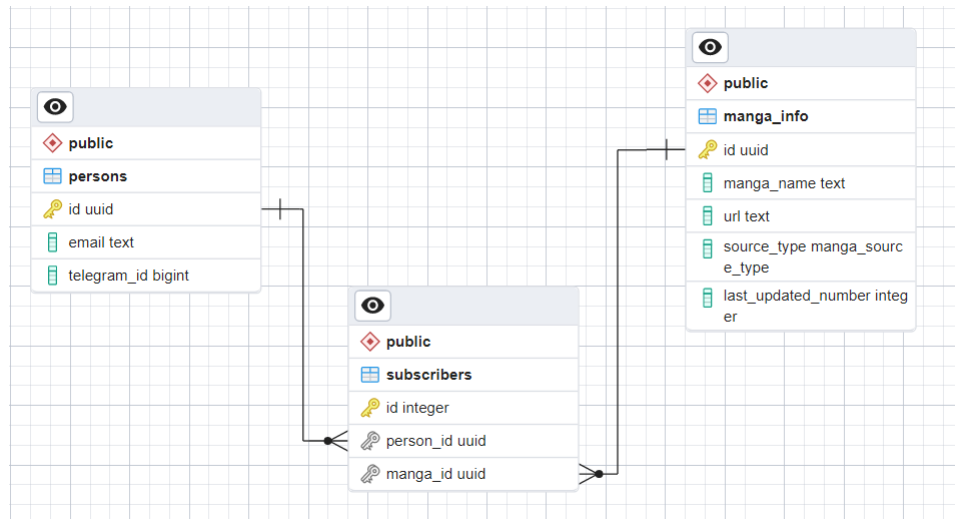 public
persons
id uuid
email text
telegram_id bigint
public
subscribers
id integer
person_id uuid
manga_id uuid
public
manga_info
id uuid
manga_name text
url text
source_type manga_sourc
e_type
last_updated_number integ
er